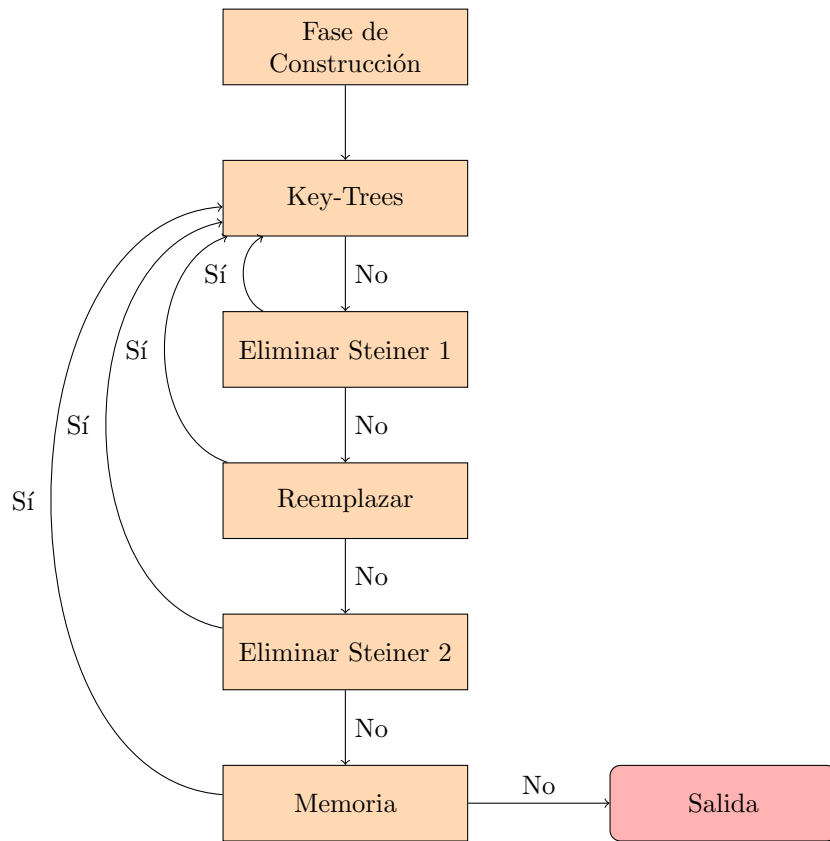 Fase de
Construcción
Key-Trees
Sí
No
Eliminar Steiner 1
Sí
No
Sí
Reemplazar
Sí
No
Eliminar Steiner 2
No
Memoria
No
Salida